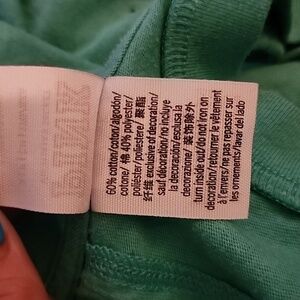 60% cotton/coton/algodón/
cotone/ 棉 40% polyester/
poliéster/poliestere/ 聚酯
纤维 exclusive of decoration/
sauf décoration/no incluye
la decoración/esclusa la
decorazione/ 装饰除外
turn inside out/do not iron on
decoration/retourner le vêtement
à l'envers/ne pas repasser sur
les ornements/lavar del lado